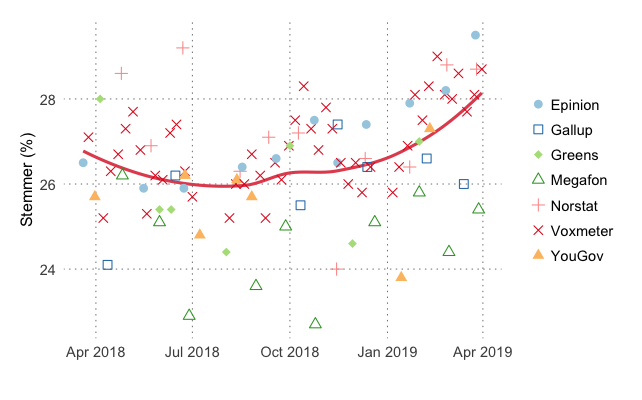 Stemmer (%)
28
26
24
Apr 2018
Jul 2018
Oct 2018
Jan 2019
Apr 2019
Epinion
Gallup
Greens
Megafon
Norstat
Voxmeter
YouGov